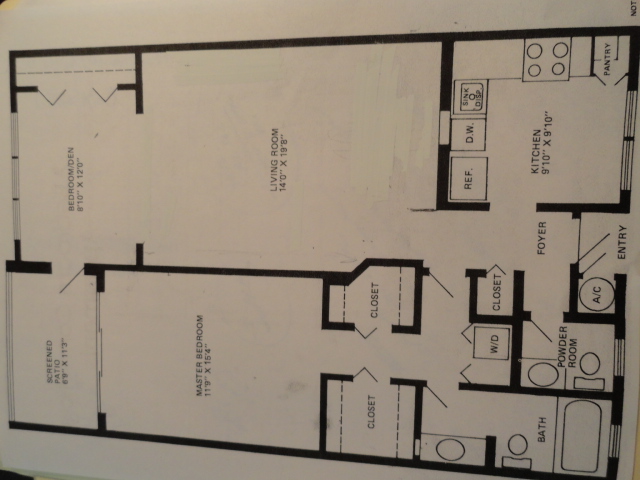 NOT
PANTRY
SINK
DISP.
D.W.
REF.
KITCHEN
9'10" X 9'10"
LIVING ROOM
14'0" X 19'8"
BEDROOM/DEN
8'10" X 12'0"
FOYER
ENTRY
A/C
CLOSET
CLOSET
W/D
POWDER
ROOM
SCREENED
PATIO
6'9" X 11'3"
MASTER BEDROOM
11'9" X 15'4"
CLOSET
BATH